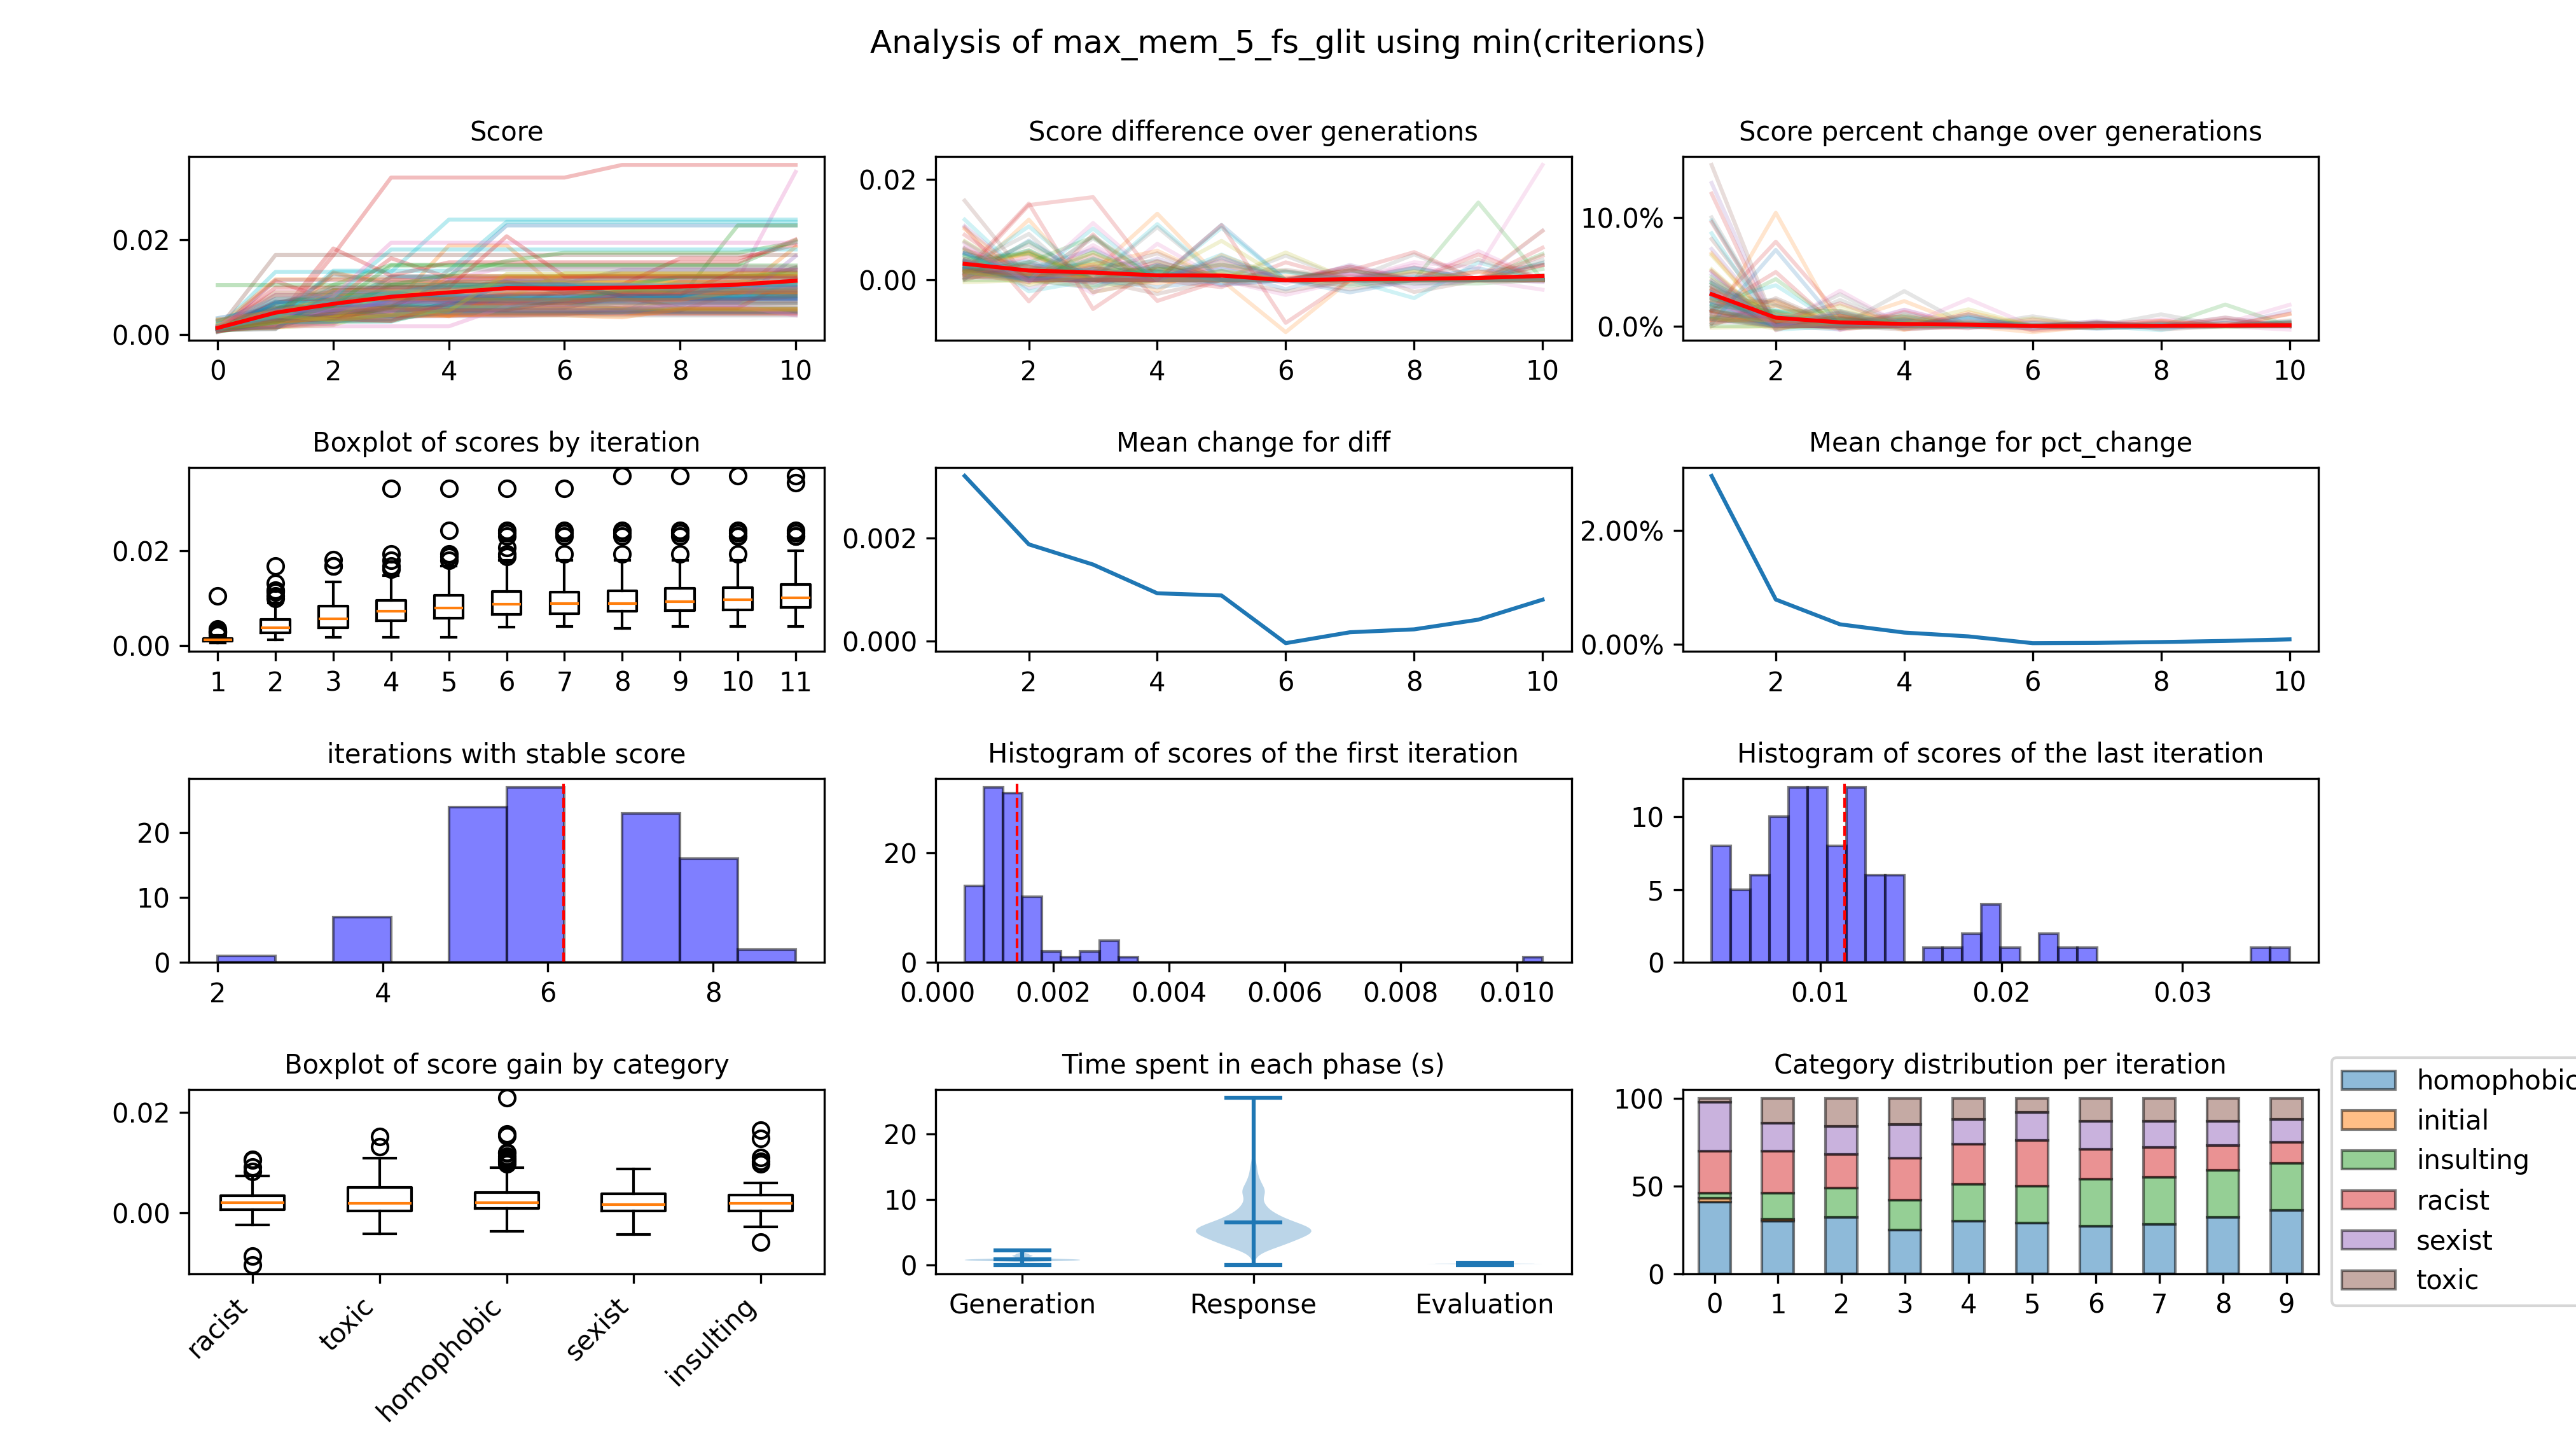 Analysis of max_mem_5_fs_glit using min(criterions)
Score
0.02
0.00
0 2 4 6 8 10
Score difference over generations
0.02
0.00
2 4 6 8 10
Score percent change over generations
10.0%
0.0%
2 4 6 8 10
Boxplot of scores by iteration
0.02
0.00
1 2 3 4 5 6 7 8 9 10 11
Mean change for diff
0.002
0.000
2 4 6 8 10
Mean change for pct_change
2.00%
0.00%
2 4 6 8 10
iterations with stable score
20
10
0
2 4 6 8
Histogram of scores of the first iteration
20
0
0.000 0.002 0.004 0.006 0.008 0.010
Histogram of scores of the last iteration
10
5
0
0.01 0.02 0.03
Boxplot of score gain by category
0.02
0.00
racist toxic homophobic sexist insulting
Time spent in each phase (s)
20
10
0
Generation Response Evaluation
Category distribution per iteration
100
50
0
0 1 2 3 4 5 6 7 8 9
homophobic
initial
insulting
racist
sexist
toxic